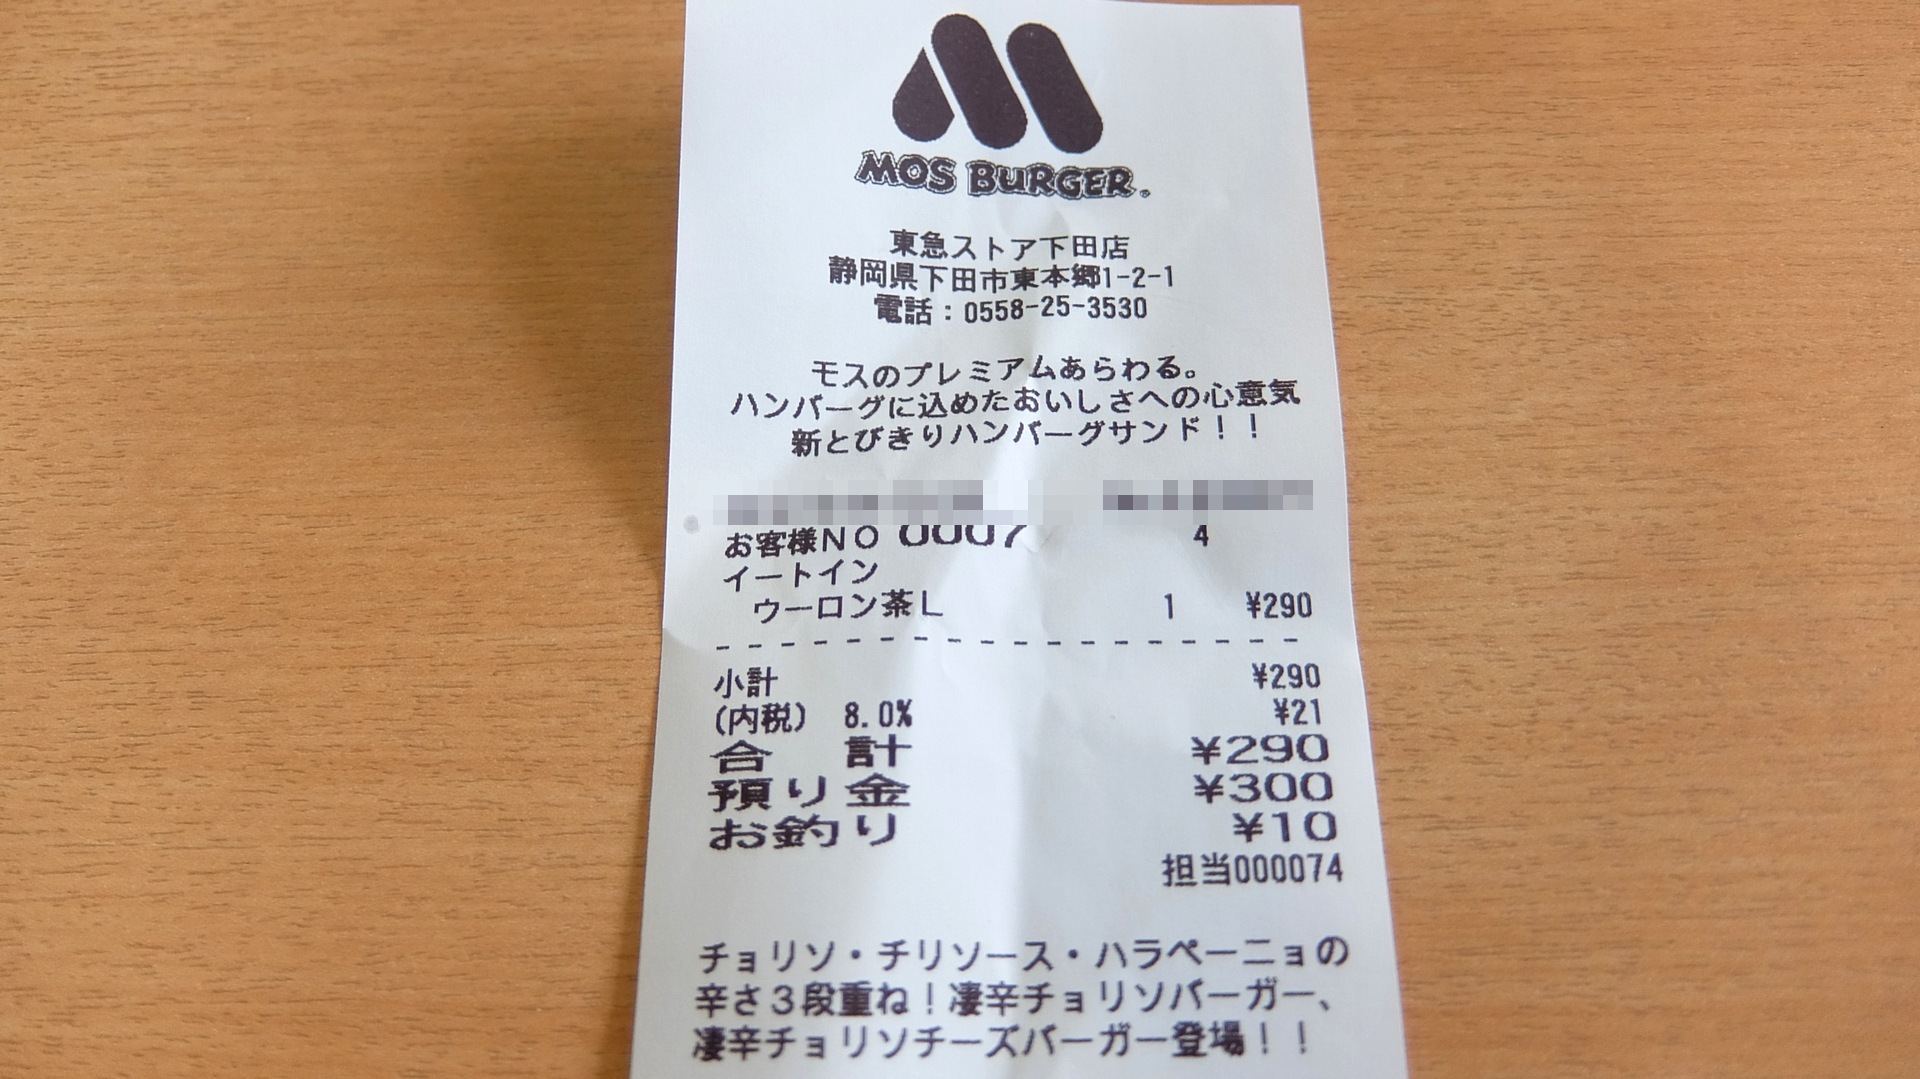 MOS BURGER
東急ストア下田店
静岡県下田市東本郷1-2-1
電話:0558-25-3530
モスのプレミアムあらわる。
ハンバーグに込めたおいしさへの心意気
新とびきりハンバーグサンド!!
お客様NO 0007 4
イートイン
ウーロン茶L 1 ¥290
小計 ¥290
(内税) 8.0% ¥21
合計 ¥290
預り金 ¥300
お釣り ¥10
担当000074
チョリソ・チリソース・ハラペーニョの
辛さ3段重ね!凄辛チョリソバーガー、
凄辛チョリソチーズバーガー登場!!